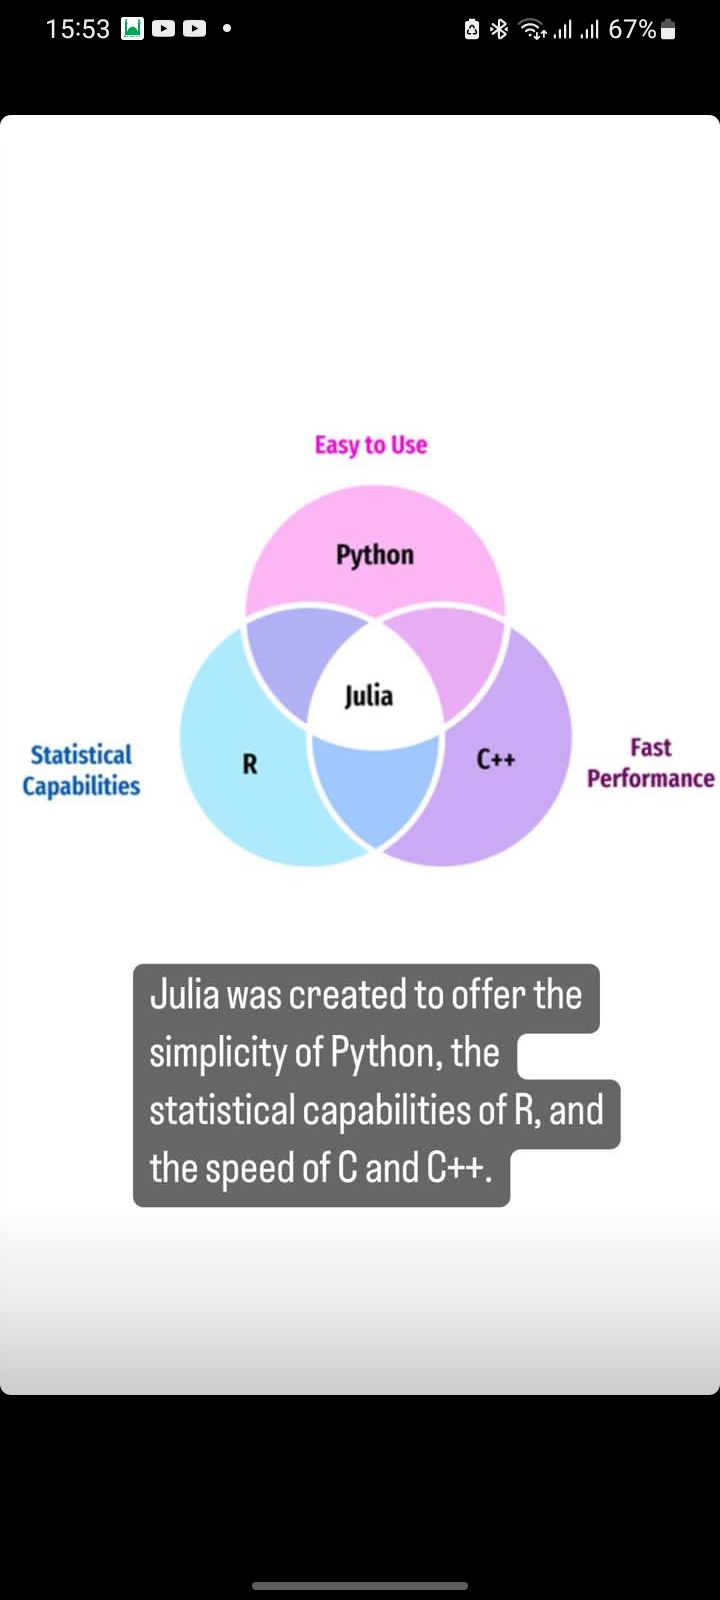 15:53
67%
Easy to Use
Python
Julia
R
C++
Statistical
Capabilities
Fast
Performance
Julia was created to offer the
simplicity of Python, the
statistical capabilities of R, and
the speed of C and C++.